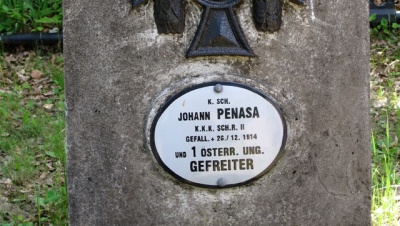 K. SCH.
JOHANN PENASA
K.K.K. SCH.R. II
GEFALL. + 26./12. 1914
UND 1 ÖSTERR. UNG.
GEFREITER